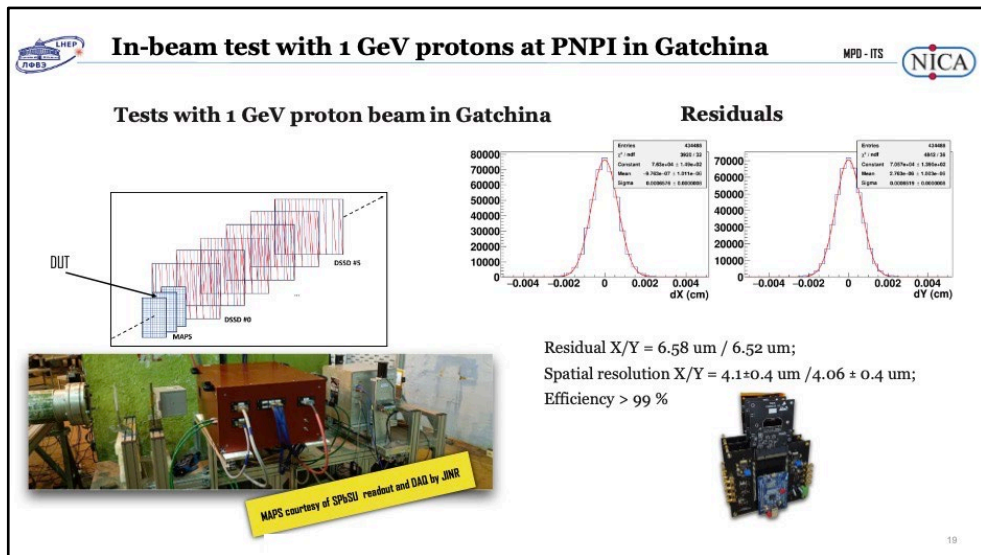 LHEP
ЛФВЭ
In-beam test with 1 GeV protons at PNPI in Gatchina
MPD - ITS
NICA
Tests with 1 GeV proton beam in Gatchina
Residuals
DUT
MAPS
DSSD #0
DSSD #5
Entries
χ² / ndf
Constant
Mean
Sigma
80000
70000
60000
50000
40000
30000
20000
10000
0
−0.004 −0.002 0 0.002 0.004
dX (cm)
Entries
χ² / ndf
Constant
Mean
Sigma
70000
60000
50000
40000
30000
20000
10000
0
−0.004 −0.002 0 0.002 0.004
dY (cm)
Residual X/Y = 6.58 um / 6.52 um;
Spatial resolution X/Y = 4.1±0.4 um /4.06 ± 0.4 um;
Efficiency > 99 %
MAPS courtesy of SPbSU readout and DAQ by JINR
19